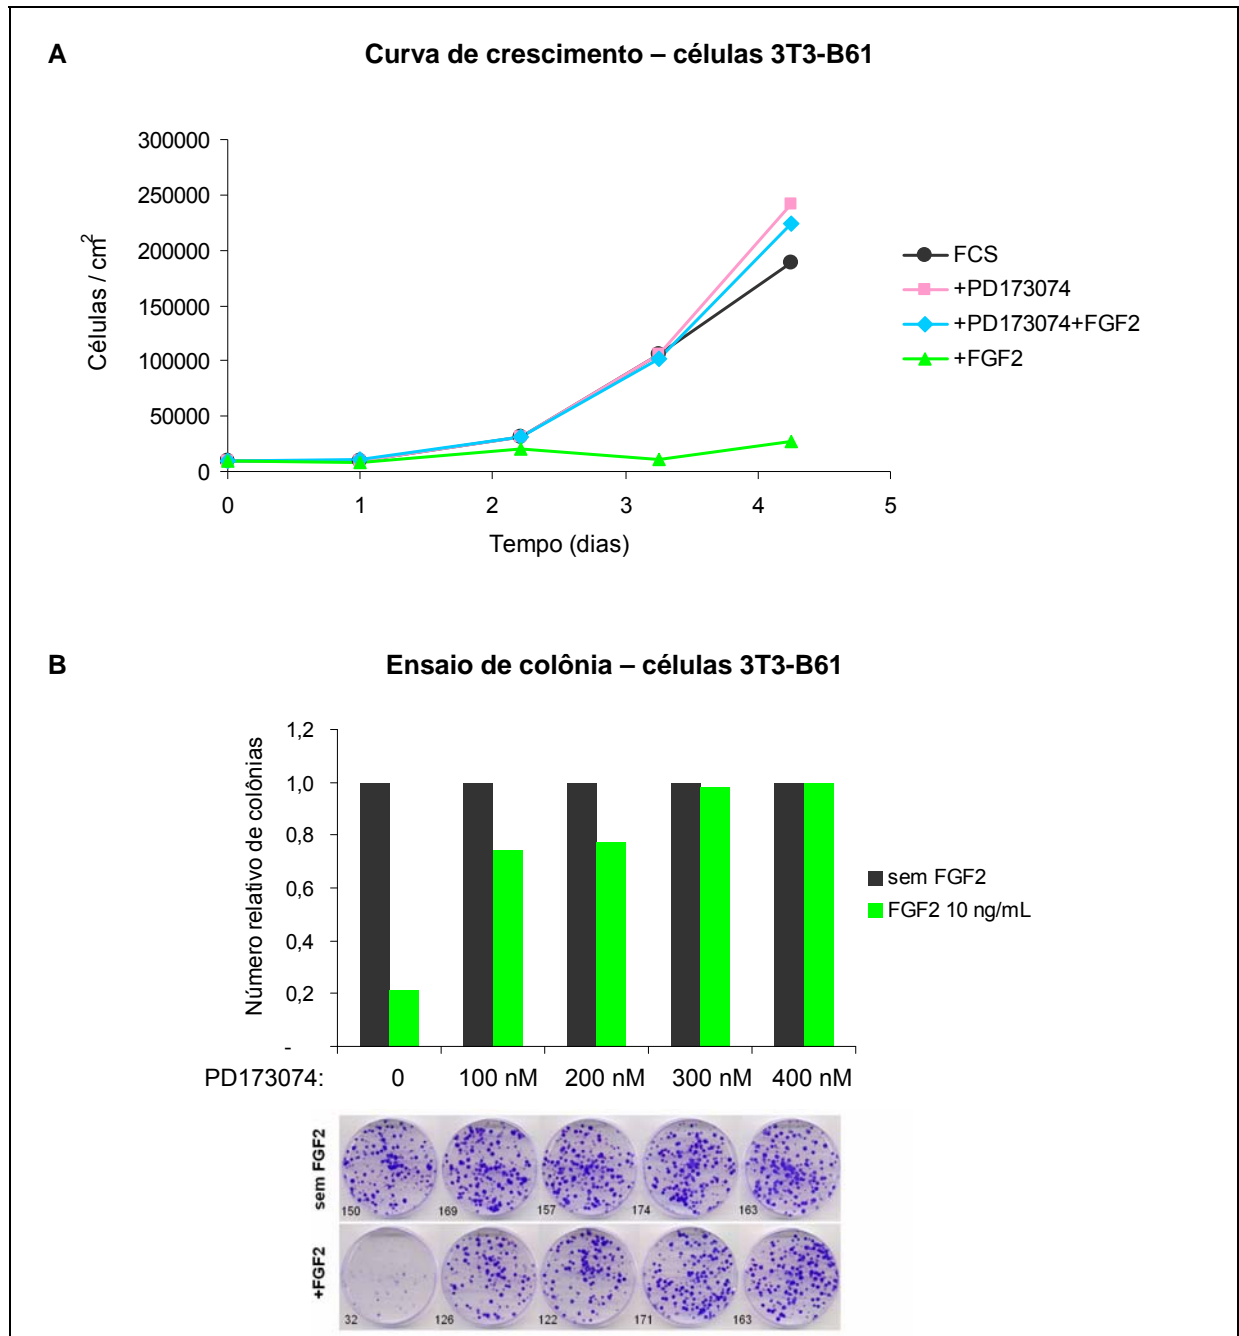 A
Curva de crescimento – células 3T3-B61
300000
250000
200000
150000
100000
50000
0
Células / cm²
0 1 2 3 4 5
Tempo (dias)
FCS
+PD173074
+PD173074+FGF2
+FGF2
B
Ensaio de colônia – células 3T3-B61
1,2
1,0
0,8
0,6
0,4
0,2
-
Número relativo de colônias
sem FGF2
FGF2 10 ng/mL
PD173074: 0 100 nM 200 nM 300 nM 400 nM
sem FGF2
150 169 157 174 163
+FGF2
32 126 122 171 163